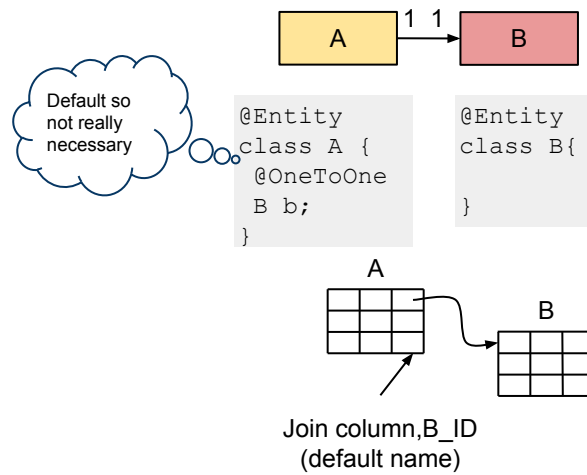 1 1
A
B
Default so
not really
necessary
@Entity
class A {
@OneToOne
B b;
}
@Entity
class B{
}
A
B
Join column,B_ID
(default name)